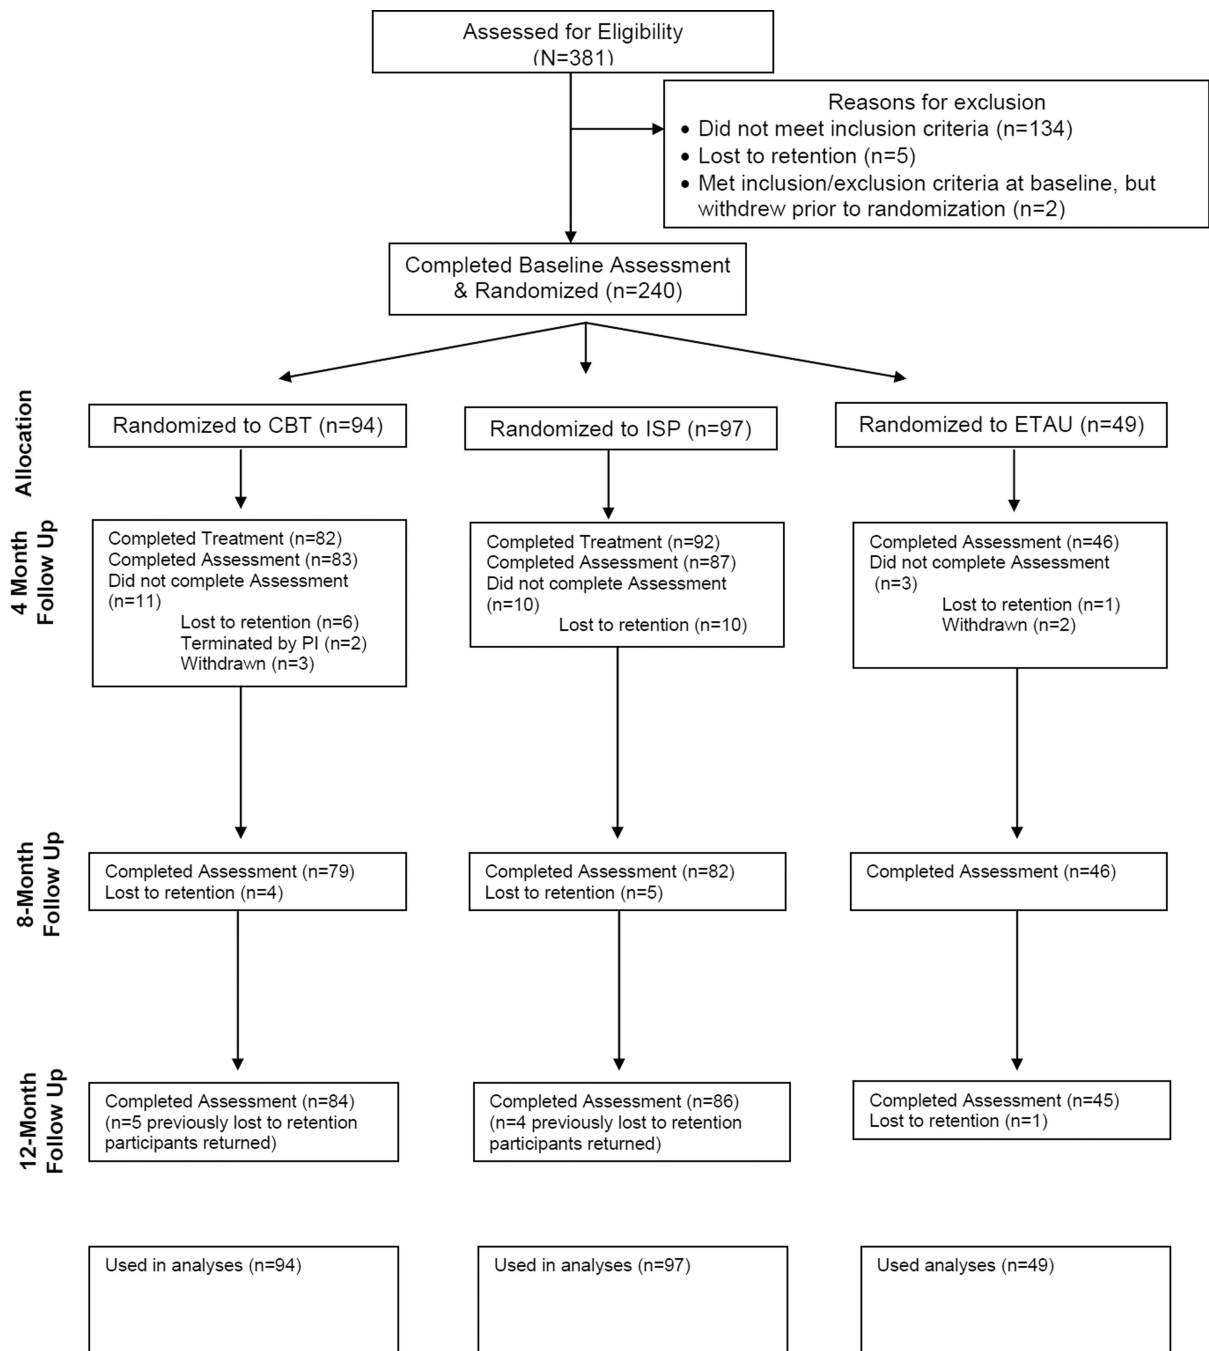 Assessed for Eligibility
(N=381)
Reasons for exclusion
• Did not meet inclusion criteria (n=134)
• Lost to retention (n=5)
• Met inclusion/exclusion criteria at baseline, but
withdrew prior to randomization (n=2)
Completed Baseline Assessment
& Randomized (n=240)
Allocation
Randomized to CBT (n=94)
Randomized to ISP (n=97)
Randomized to ETAU (n=49)
4 Month
Follow Up
Completed Treatment (n=82)
Completed Assessment (n=83)
Did not complete Assessment
(n=11)
Lost to retention (n=6)
Terminated by PI (n=2)
Withdrawn (n=3)
Completed Treatment (n=92)
Completed Assessment (n=87)
Did not complete Assessment
(n=10)
Lost to retention (n=10)
Completed Assessment (n=46)
Did not complete Assessment
(n=3)
Lost to retention (n=1)
Withdrawn (n=2)
8-Month
Follow Up
Completed Assessment (n=79)
Lost to retention (n=4)
Completed Assessment (n=82)
Lost to retention (n=5)
Completed Assessment (n=46)
12-Month
Follow Up
Completed Assessment (n=84)
(n=5 previously lost to retention
participants returned)
Completed Assessment (n=86)
(n=4 previously lost to retention
participants returned)
Completed Assessment (n=45)
Lost to retention (n=1)
Used in analyses (n=94)
Used in analyses (n=97)
Used analyses (n=49)